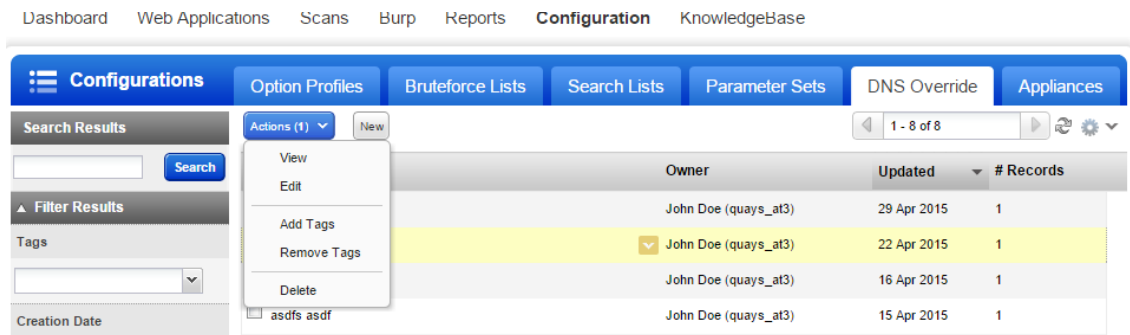 Dashboard Web Applications Scans Burp Reports Configuration KnowledgeBase
Configurations Option Profiles Bruteforce Lists Search Lists Parameter Sets DNS Override Appliances
Search Results Actions (1) New 1 - 8 of 8
Search
View
Edit
Add Tags
Remove Tags
Delete
Owner Updated # Records
Filter Results
John Doe (quays_at3) 29 Apr 2015 1
Tags
John Doe (quays_at3) 22 Apr 2015 1
John Doe (quays_at3) 16 Apr 2015 1
Creation Date
asdfs asdf John Doe (quays_at3) 15 Apr 2015 1